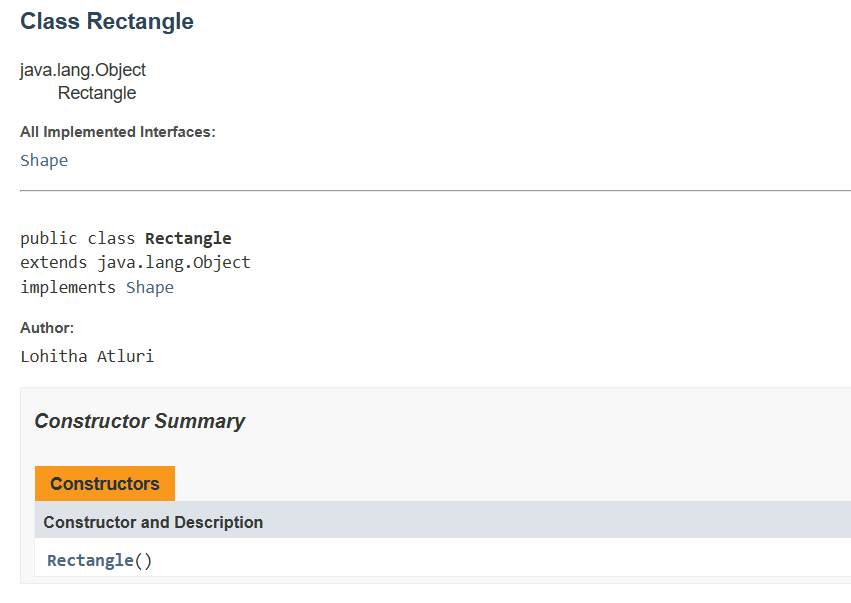 Class Rectangle
java.lang.Object
Rectangle
All Implemented Interfaces:
Shape
public class Rectangle
extends java.lang.Object
implements Shape
Author:
Lohitha Atluri
Constructor Summary
Constructors
Constructor and Description
Rectangle()